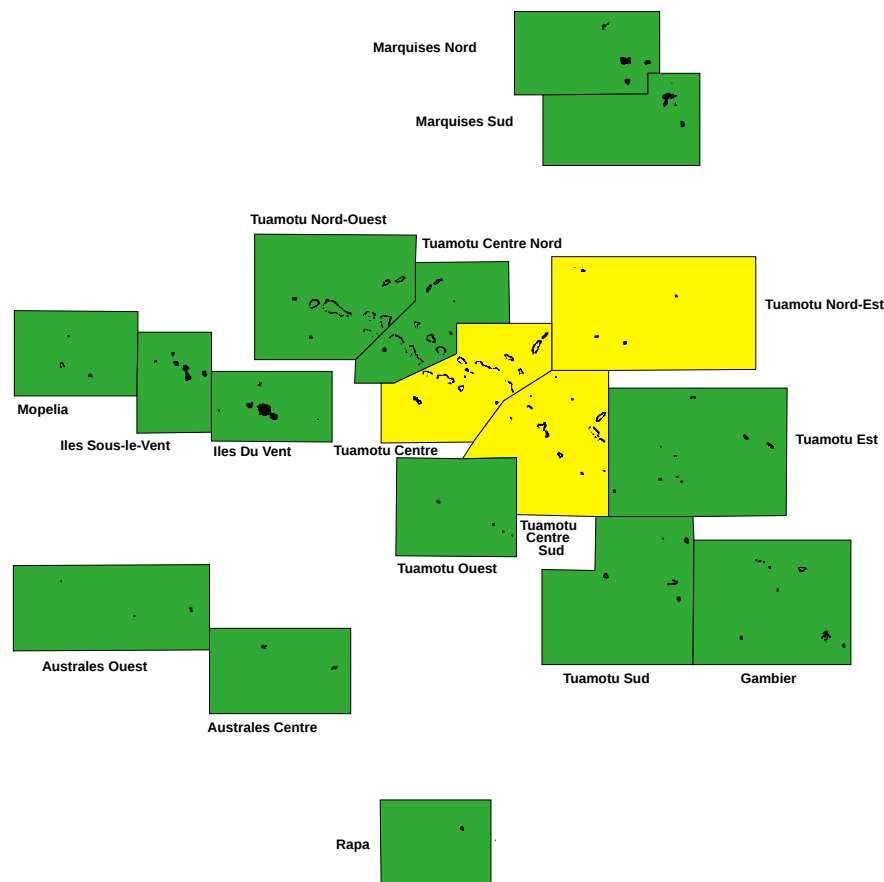 Marquises Nord
Marquises Sud
Tuamotu Nord-Ouest
Tuamotu Centre Nord
Tuamotu Nord-Est
Mopelia
Iles Sous-le-Vent
Iles Du Vent
Tuamotu Centre
Tuamotu Est
Tuamotu
Centre
Sud
Tuamotu Ouest
Australes Ouest
Tuamotu Sud
Gambier
Australes Centre
Rapa